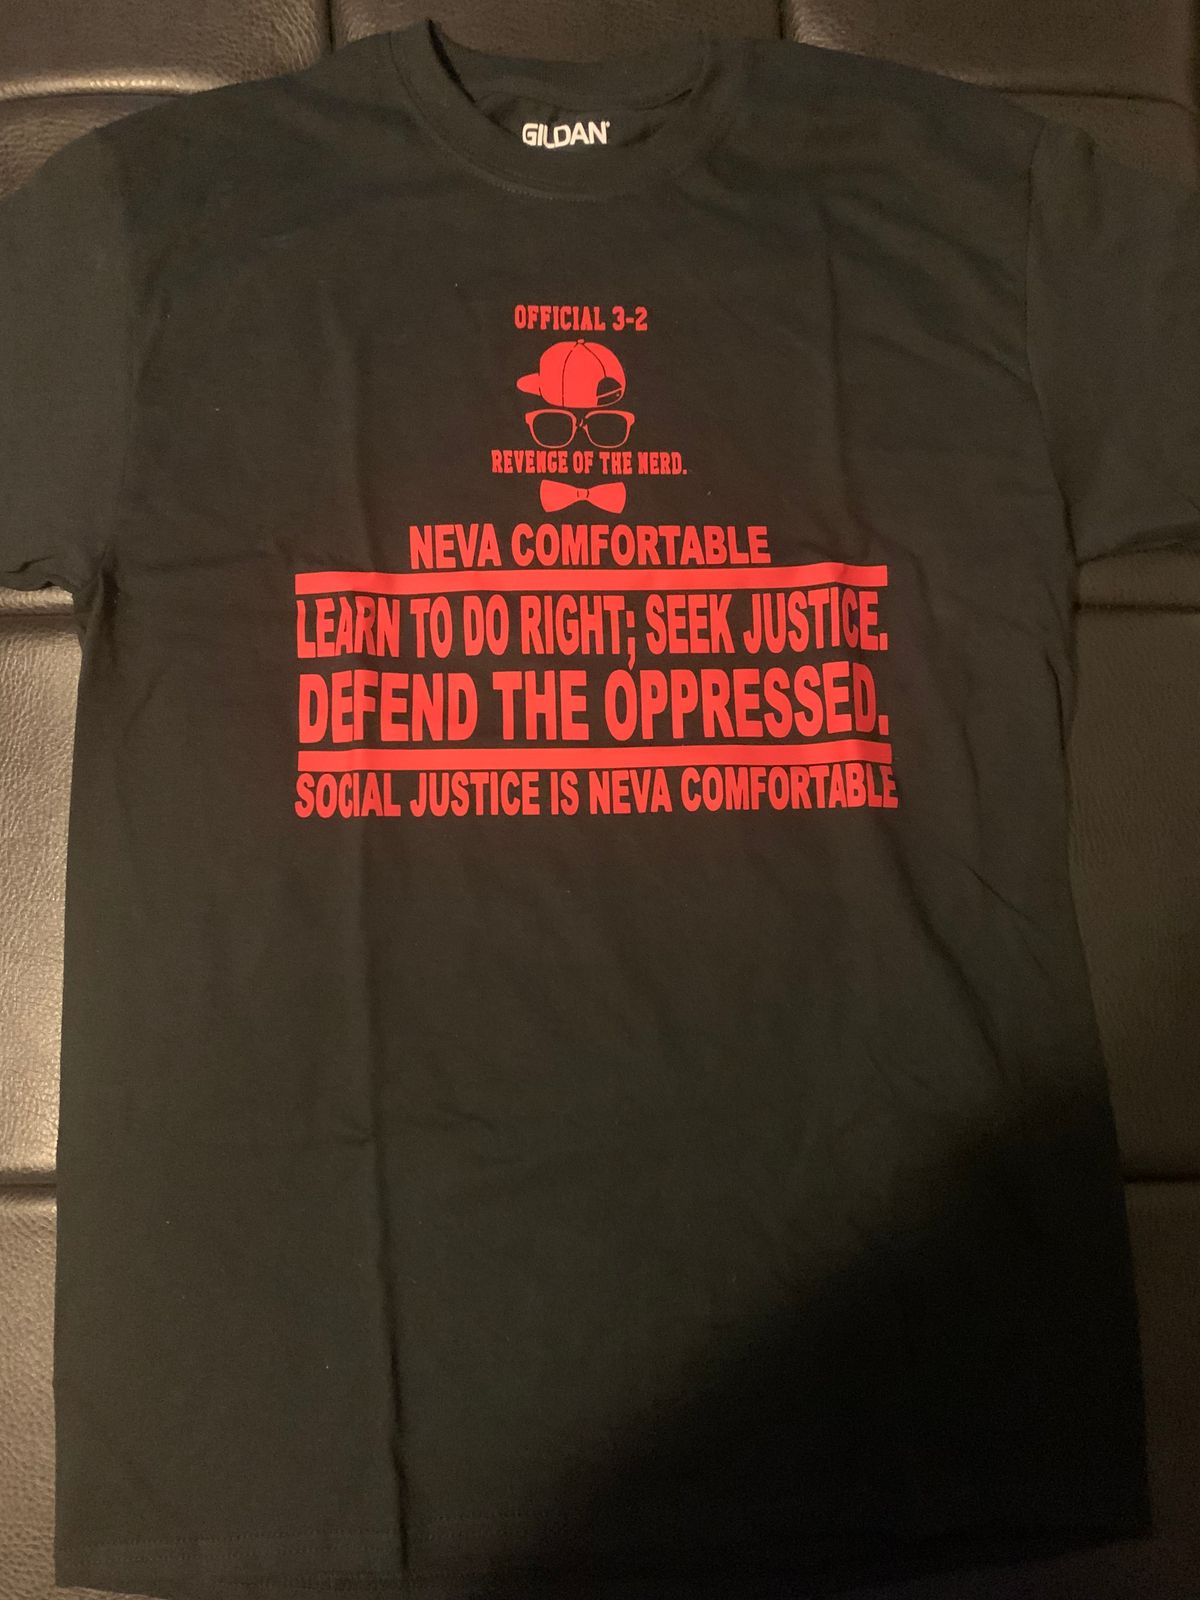 GILDAN
OFFICIAL 3-2
REVENGE OF THE NERD.
NEVA COMFORTABLE
LEARN TO DO RIGHT; SEEK JUSTICE.
DEFEND THE OPPRESSED.
SOCIAL JUSTICE IS NEVA COMFORTABLE